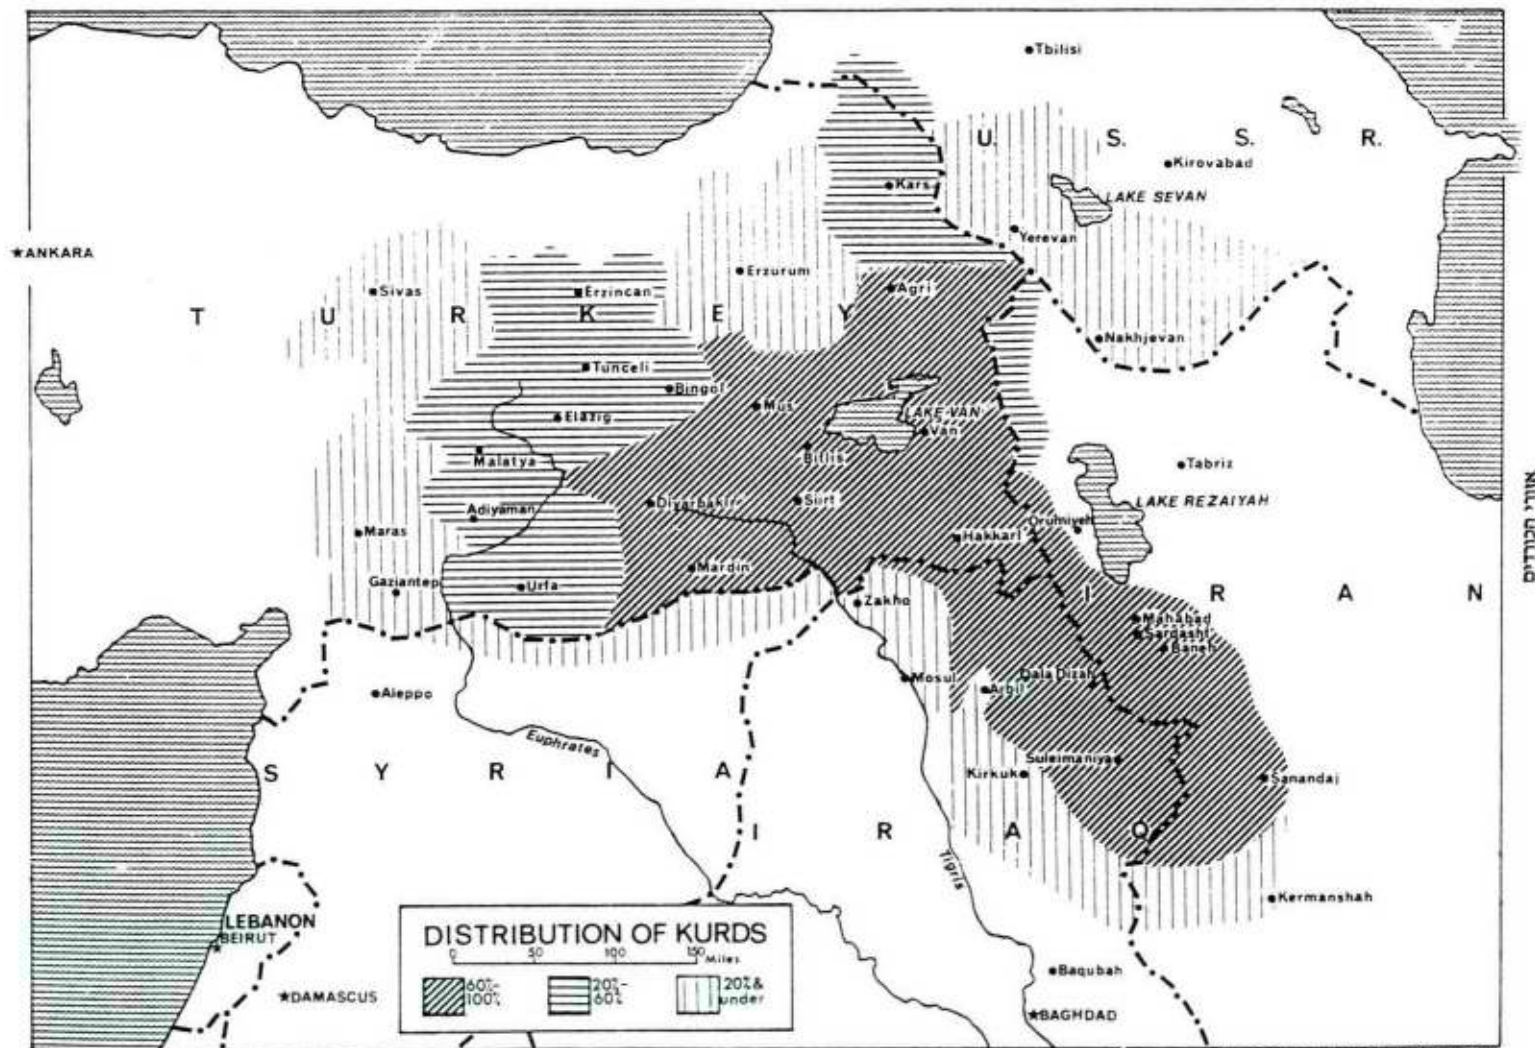 Tbilisi
U. S. S. R.
Kirovabad
Kars
LAKE SEVAN
Yerevan
★ANKARA
Erzurum
Sivas
Erzincan
Agri
T U R K E Y
Nakhjevan
Tunceli
Bingol
Mus
LAKE VAN
Elazig
Van
Bitlis
Malatya
Tabriz
Diyarbakir
Siirt
LAKE REZAIYAH
Adiyaman
Orumiyeh
Maras
Hakkari
Mardin
Gaziantep
Urfa
I R A N
Zakho
Mahabad
Sardasht
Baneh
Mosul
Qala Dizah
Arbil
Aleppo
Euphrates
Suleimaniya
S Y R I A
Kirkuk
Sanandaj
I R A Q
Tigris
Kermanshah
LEBANON
BEIRUT
DISTRIBUTION OF KURDS
0 50 100 150
Miles
60%-
100%
20%-
60%
20% &
under
Baqubah
★DAMASCUS
★BAGHDAD